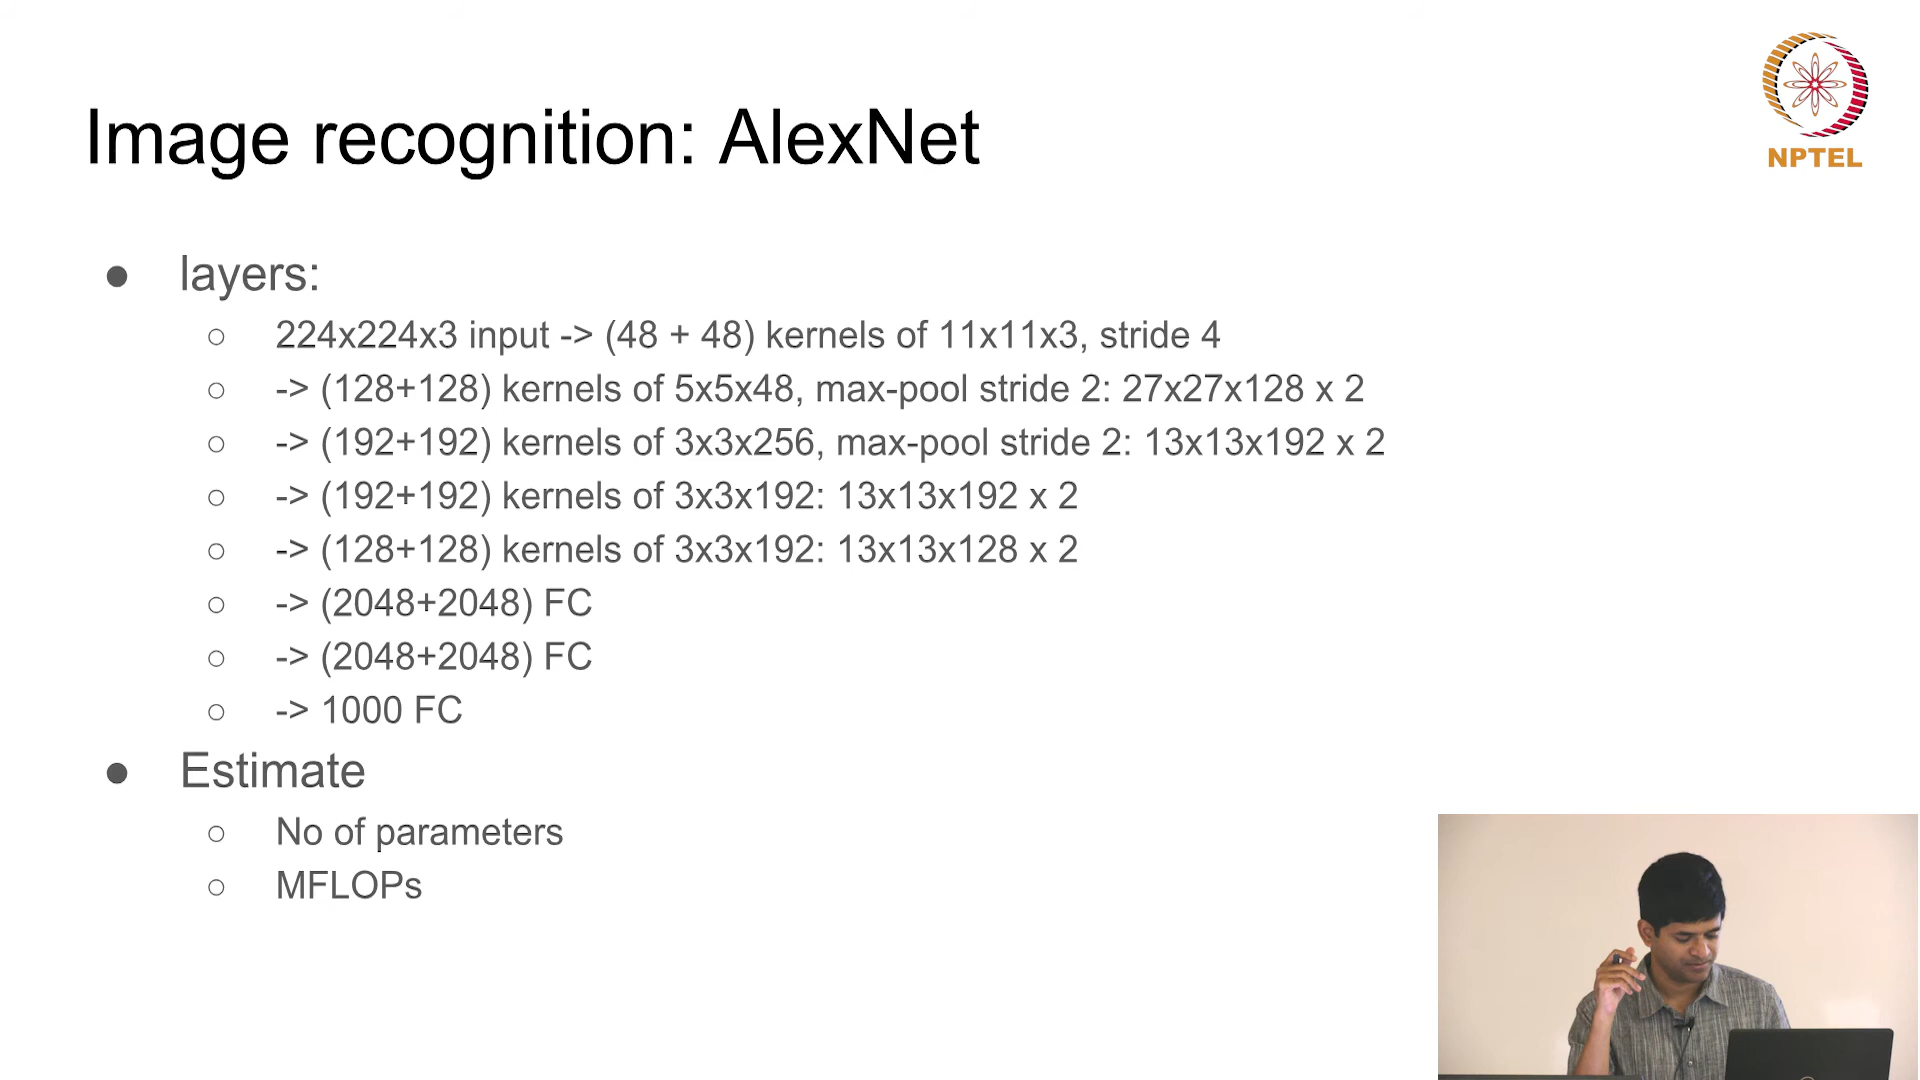 NPTEL
Image recognition: AlexNet
● layers:
○ 224x224x3 input -> (48 + 48) kernels of 11x11x3, stride 4
○ -> (128+128) kernels of 5x5x48, max-pool stride 2: 27x27x128 x 2
○ -> (192+192) kernels of 3x3x256, max-pool stride 2: 13x13x192 x 2
○ -> (192+192) kernels of 3x3x192: 13x13x192 x 2
○ -> (128+128) kernels of 3x3x192: 13x13x128 x 2
○ -> (2048+2048) FC
○ -> (2048+2048) FC
○ -> 1000 FC
● Estimate
○ No of parameters
○ MFLOPs